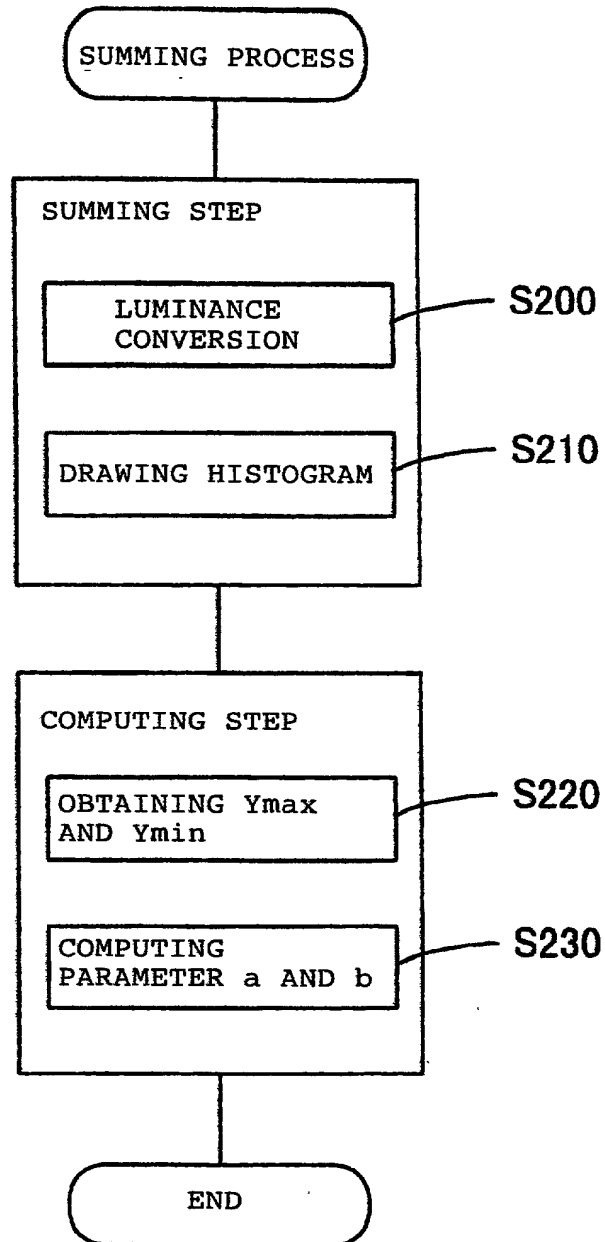 SUMMING PROCESS
SUMMING STEP
LUMINANCE
CONVERSION
S200
DRAWING HISTOGRAM
S210
COMPUTING STEP
OBTAINING Ymax
AND Ymin
S220
COMPUTING
PARAMETER a AND b
S230
END